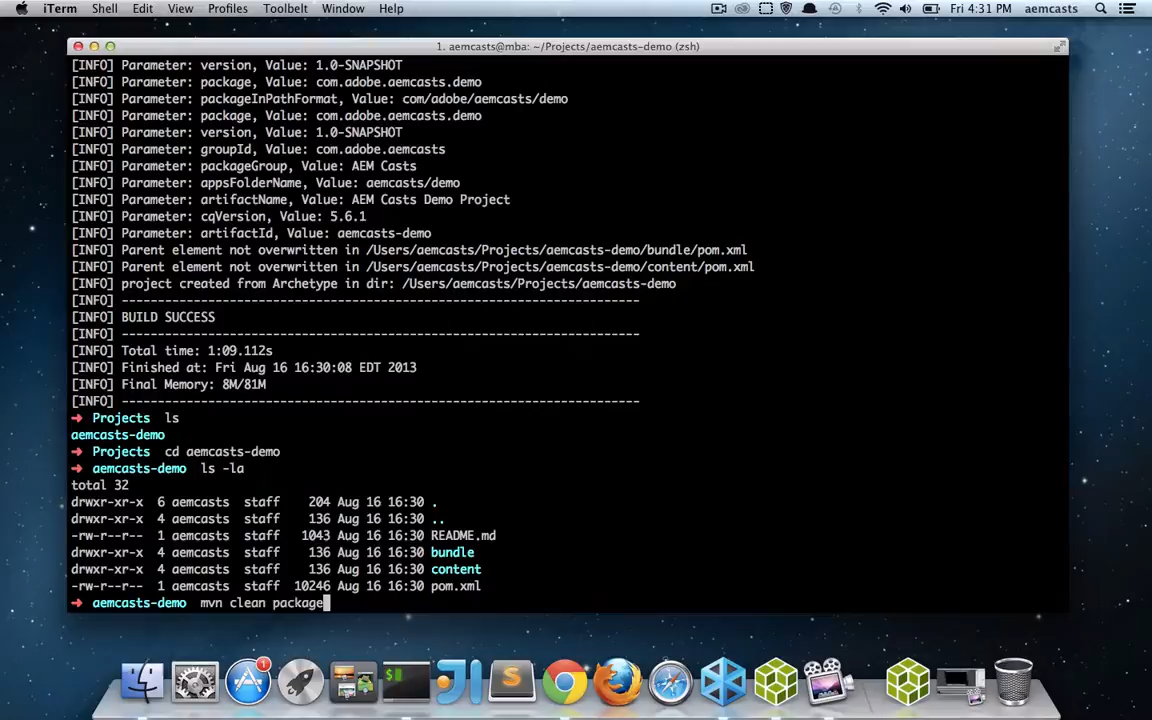 iTerm Shell Edit View Profiles Toolbelt Window Help Fri 4:31 PM aemcasts
1. aemcasts@mba: ~/Projects/aemcasts-demo (zsh)
[INFO] Parameter: version, Value: 1.0-SNAPSHOT
[INFO] Parameter: package, Value: com.adobe.aemcasts.demo
[INFO] Parameter: packageInPathFormat, Value: com/adobe/aemcasts/demo
[INFO] Parameter: package, Value: com.adobe.aemcasts.demo
[INFO] Parameter: version, Value: 1.0-SNAPSHOT
[INFO] Parameter: groupId, Value: com.adobe.aemcasts
[INFO] Parameter: packageGroup, Value: AEM Casts
[INFO] Parameter: appsFolderName, Value: aemcasts/demo
[INFO] Parameter: artifactName, Value: AEM Casts Demo Project
[INFO] Parameter: cqVersion, Value: 5.6.1
[INFO] Parameter: artifactId, Value: aemcasts-demo
[INFO] Parent element not overwritten in /Users/aemcasts/Projects/aemcasts-demo/bundle/pom.xml
[INFO] Parent element not overwritten in /Users/aemcasts/Projects/aemcasts-demo/content/pom.xml
[INFO] project created from Archetype in dir: /Users/aemcasts/Projects/aemcasts-demo
[INFO] ------------------------------------------------------------------------
[INFO] BUILD SUCCESS
[INFO] ------------------------------------------------------------------------
[INFO] Total time: 1:09.112s
[INFO] Finished at: Fri Aug 16 16:30:08 EDT 2013
[INFO] Final Memory: 8M/81M
[INFO] ------------------------------------------------------------------------
➜ Projects ls
aemcasts-demo
➜ Projects cd aemcasts-demo
➜ aemcasts-demo ls -la
total 32
drwxr-xr-x 6 aemcasts staff 204 Aug 16 16:30 .
drwxr-xr-x 4 aemcasts staff 136 Aug 16 16:30 ..
-rw-r--r-- 1 aemcasts staff 1043 Aug 16 16:30 README.md
drwxr-xr-x 4 aemcasts staff 136 Aug 16 16:30 bundle
drwxr-xr-x 4 aemcasts staff 136 Aug 16 16:30 content
-rw-r--r-- 1 aemcasts staff 10246 Aug 16 16:30 pom.xml
➜ aemcasts-demo mvn clean package
1
$
S